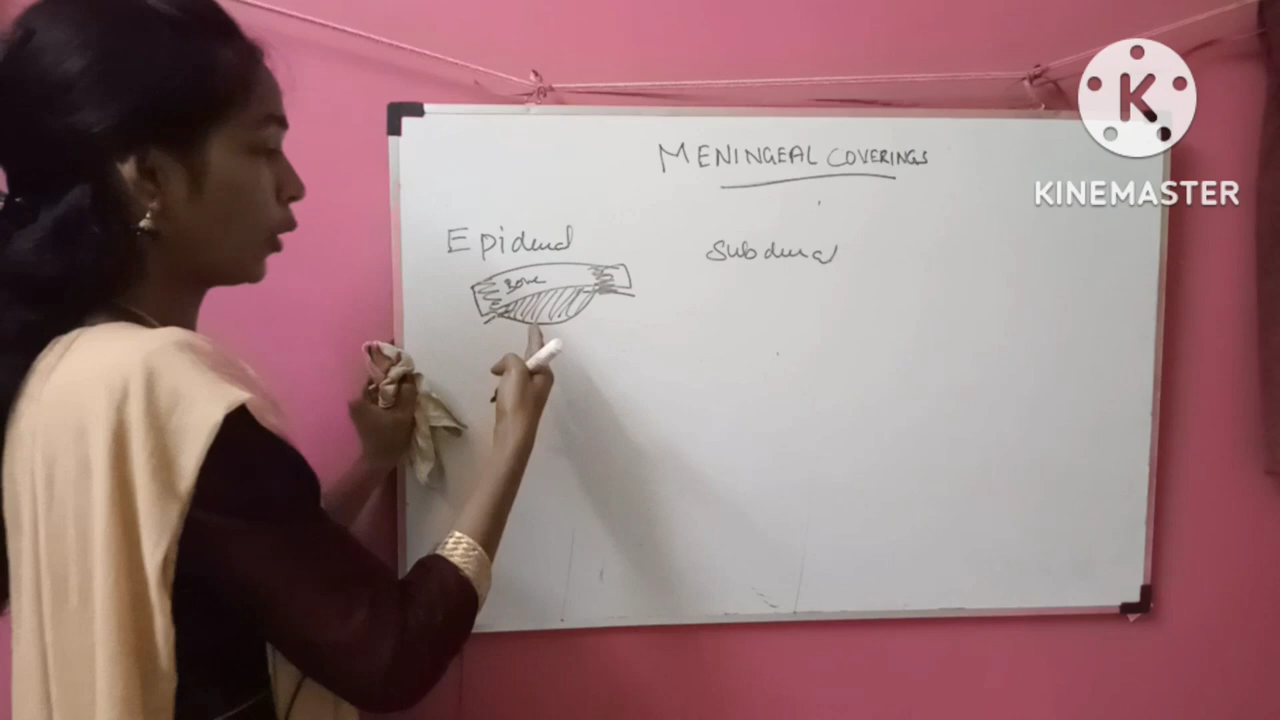 MENINGEAL COVERINGS
K
KINEMASTER
Epidural
Subdural
Bone